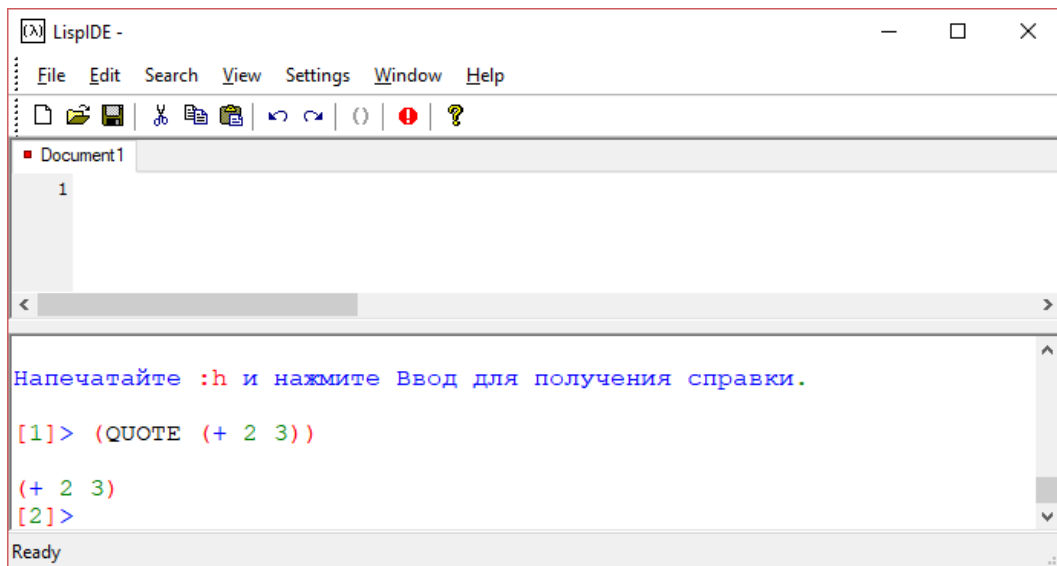 (λ) LispIDE -
File Edit Search View Settings Window Help
Document1
1
Напечатайте :h и нажмите Ввод для получения справки.
[1]> (QUOTE (+ 2 3))
(+ 2 3)
[2]>
Ready